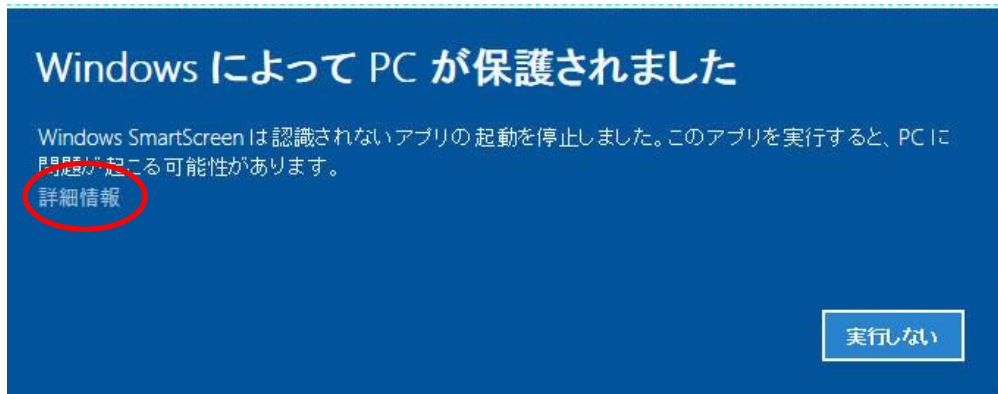 Windows によって PC が保護されました
Windows SmartScreen は認識されないアプリの起動を停止しました。このアプリを実行すると、PC に
問題が起こる可能性があります。
詳細情報
実行しない